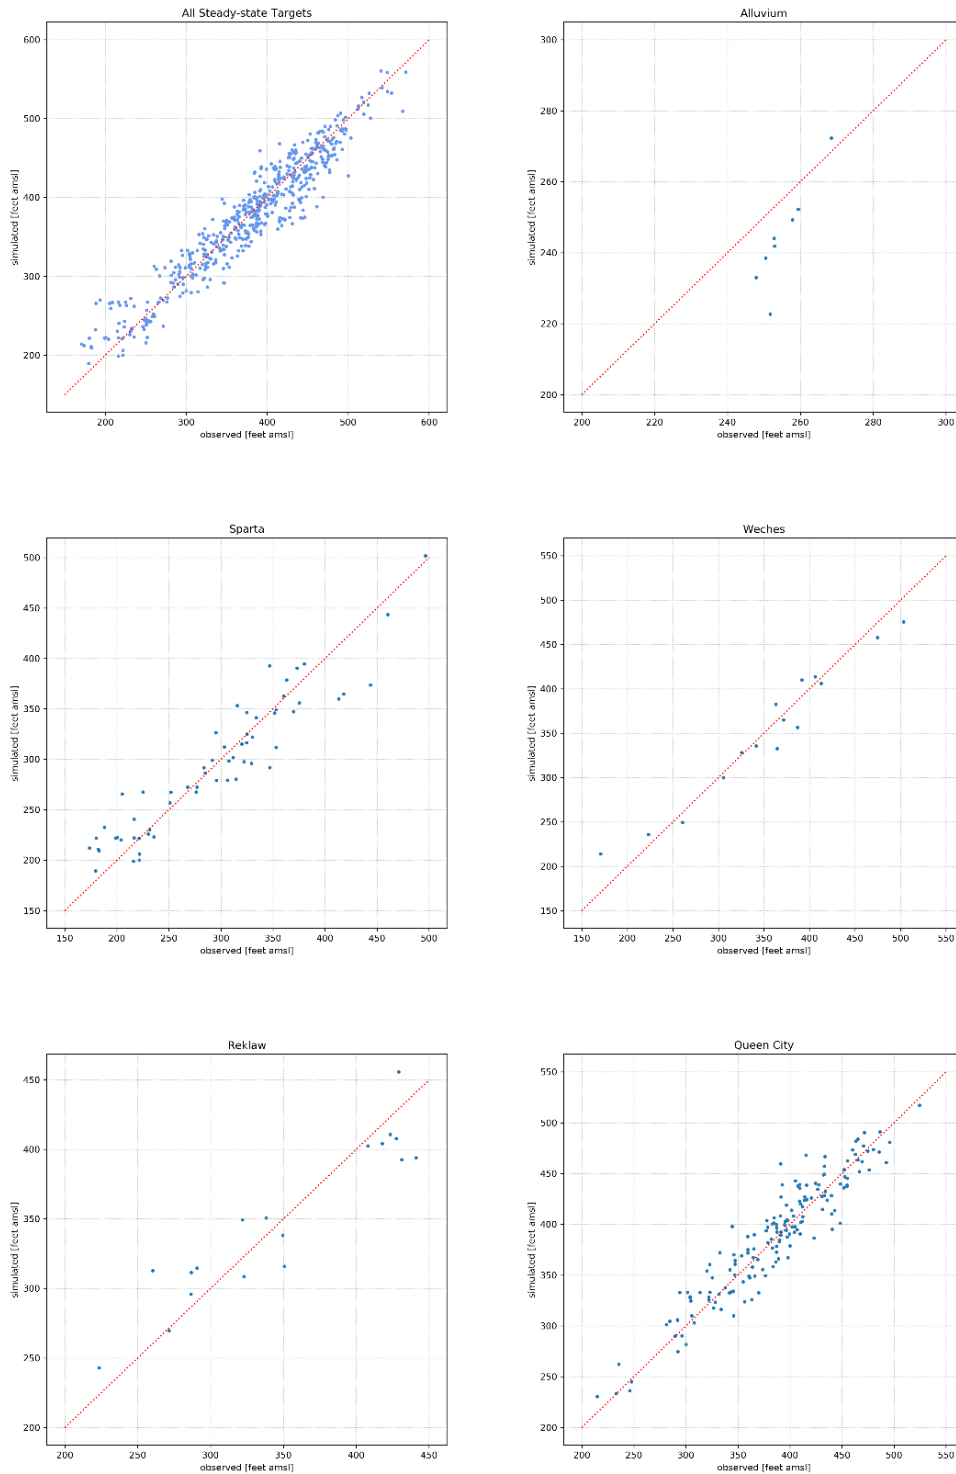 All Steady-state Targets
600
500
400
300
200
simulated [feet amsl]
200 300 400 500 600
observed [feet amsl]
Alluvium
300
280
260
240
220
200
simulated [feet amsl]
200 220 240 260 280 300
observed [feet amsl]
Sparta
500
450
400
350
300
250
200
150
simulated [feet amsl]
150 200 250 300 350 400 450 500
observed [feet amsl]
Weches
550
500
450
400
350
300
250
200
150
simulated [feet amsl]
150 200 250 300 350 400 450 500 550
observed [feet amsl]
Reklaw
450
400
350
300
250
200
simulated [feet amsl]
200 250 300 350 400 450
observed [feet amsl]
Queen City
550
500
450
400
350
300
250
200
simulated [feet amsl]
200 250 300 350 400 450 500 550
observed [feet amsl]